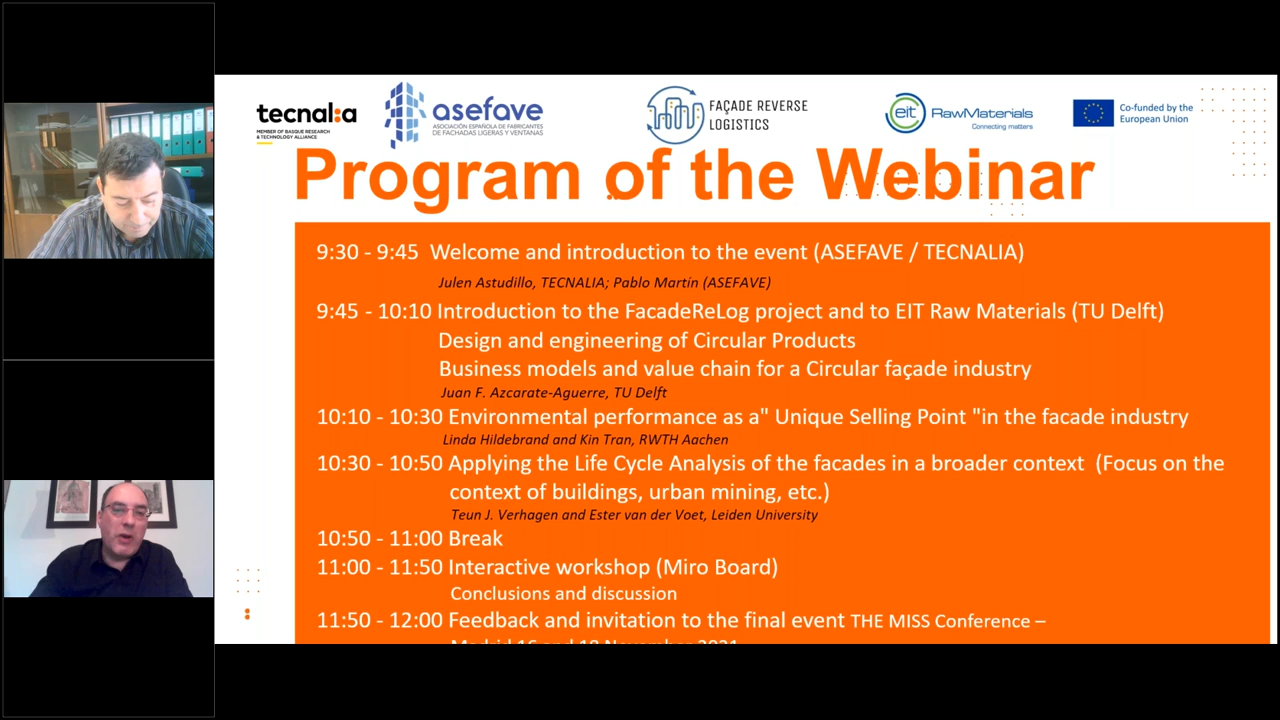 tecnal:a
MEMBER OF BASQUE RESEARCH
& TECHNOLOGY ALLIANCE
asefave
ASOCIACIÓN ESPAÑOLA DE FABRICANTES
DE FACHADAS LIGERAS Y VENTANAS
FAÇADE REVERSE
LOGISTICS
eit RawMaterials
Connecting matters
Co-funded by the
European Union
Program of the Webinar
9:30 - 9:45 Welcome and introduction to the event (ASEFAVE / TECNALIA)
Julen Astudillo, TECNALIA; Pablo Martín (ASEFAVE)
9:45 - 10:10 Introduction to the FacadeReLog project and to EIT Raw Materials (TU Delft)
Design and engineering of Circular Products
Business models and value chain for a Circular façade industry
Juan F. Azcarate-Aguerre, TU Delft
10:10 - 10:30 Environmental performance as a" Unique Selling Point "in the facade industry
Linda Hildebrand and Kin Tran, RWTH Aachen
10:30 - 10:50 Applying the Life Cycle Analysis of the facades in a broader context (Focus on the
context of buildings, urban mining, etc.)
Teun J. Verhagen and Ester van der Voet, Leiden University
10:50 - 11:00 Break
11:00 - 11:50 Interactive workshop (Miro Board)
Conclusions and discussion
11:50 - 12:00 Feedback and invitation to the final event THE MISS Conference –
Madrid 16 and 18 November 2021